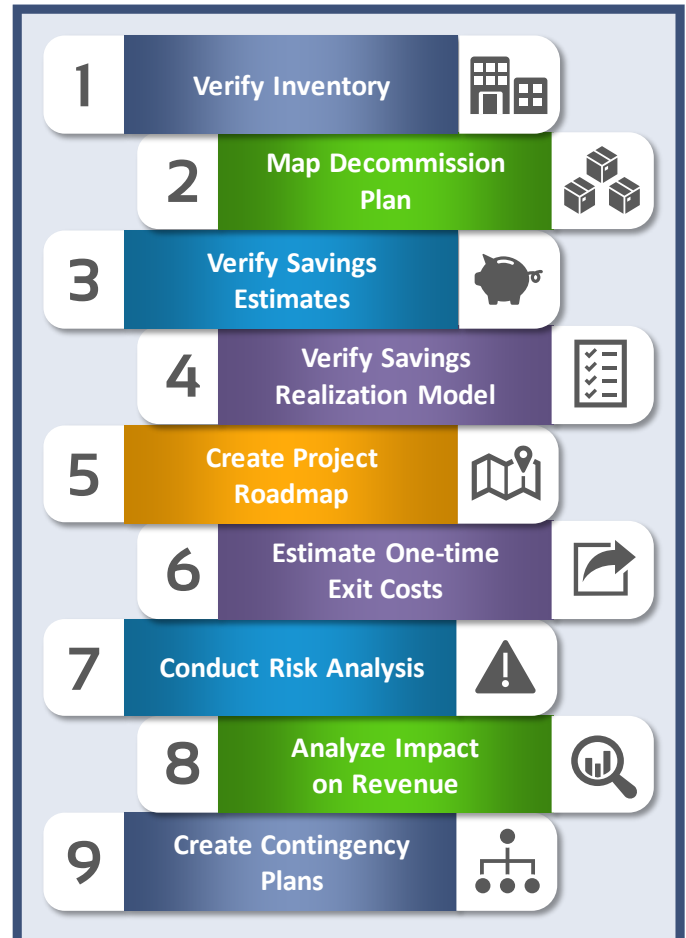 1
Verify Inventory
2
Map Decommission
Plan
3
Verify Savings
Estimates
4
Verify Savings
Realization Model
5
Create Project
Roadmap
6
Estimate One-time
Exit Costs
7
Conduct Risk Analysis
8
Analyze Impact
on Revenue
9
Create Contingency
Plans